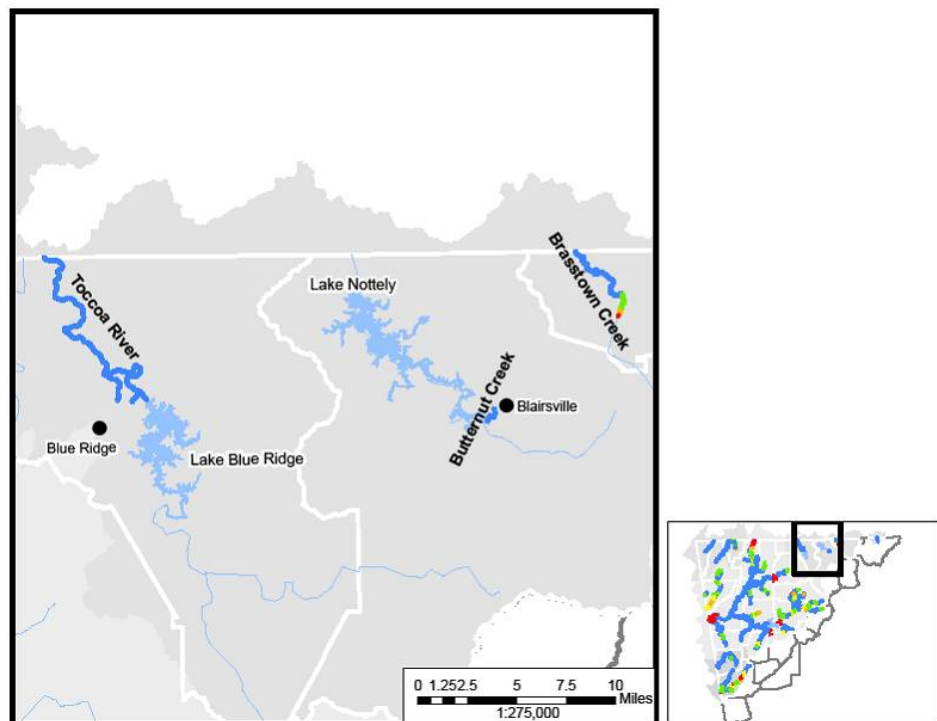 Brasstown Creek
Toccoa River
Lake Nottely
Butternut Creek
Blairsville
Blue Ridge
Lake Blue Ridge
0 1.252.5 5 7.5 10
Miles
1:275,000